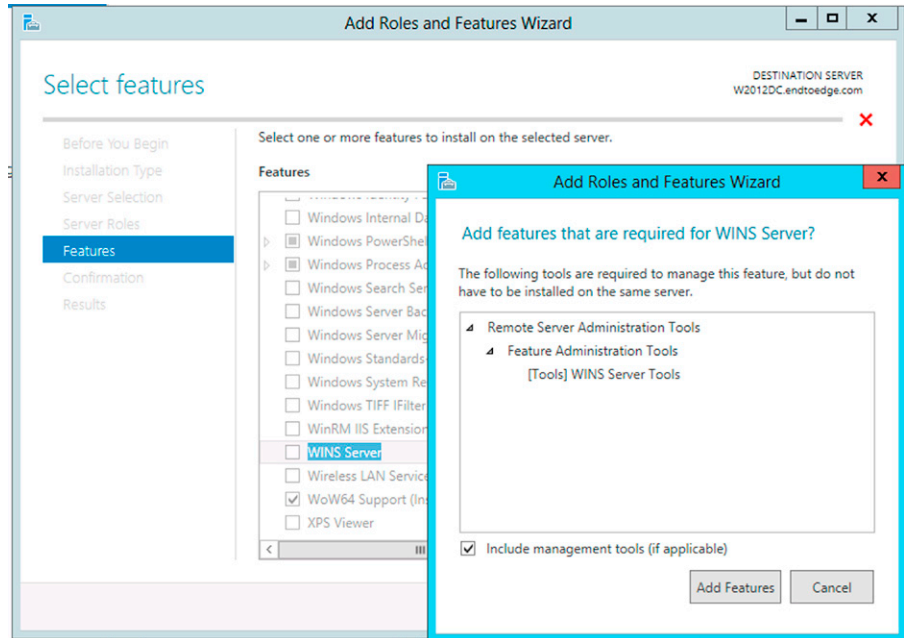 Add Roles and Features Wizard
Select features
DESTINATION SERVER
W2012DC.endtoedge.com
Before You Begin
Installation Type
Server Selection
Server Roles
Features
Confirmation
Results
Select one or more features to install on the selected server.
Features
Windows Internal Da
Windows PowerShel
Windows Process Ac
Windows Search Ser
Windows Server Bac
Windows Server Mig
Windows Standards-
Windows System Re
Windows TIFF IFilter
WinRM IIS Extension
WINS Server
Wireless LAN Service
WoW64 Support (Ins
XPS Viewer
Add Roles and Features Wizard
Add features that are required for WINS Server?
The following tools are required to manage this feature, but do not
have to be installed on the same server.
Remote Server Administration Tools
Feature Administration Tools
[Tools] WINS Server Tools
Include management tools (if applicable)
Add Features
Cancel